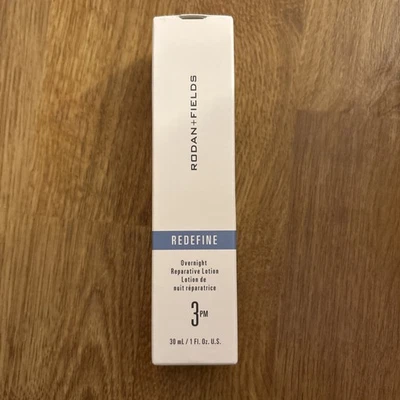 RODAN+FIELDS
REDEFINE
Overnight
Reparative Lotion
Lotion de
nuit réparatrice
3PM
30 mL / 1 Fl. Oz. U.S.